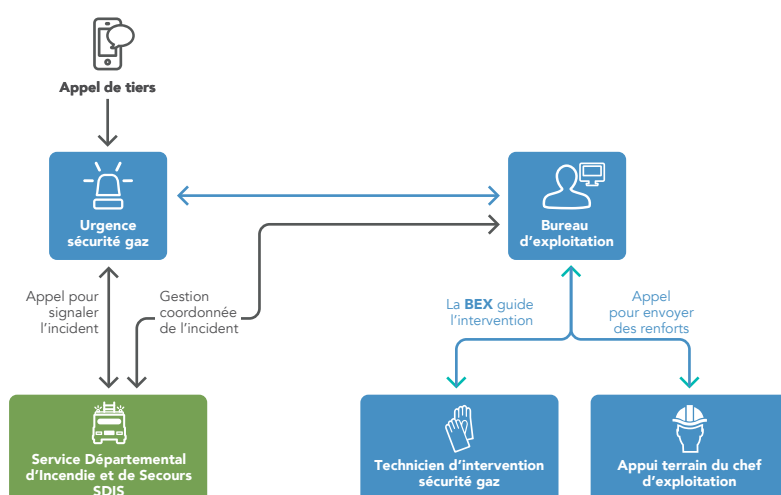 Appel de tiers
Urgence
sécurité gaz
Bureau
d'exploitation
Appel pour
signaler
l'incident
Gestion
coordonnée
de l'incident
La BEX guide
l'intervention
Appel
pour envoyer
des renforts
Service Départemental
d'Incendie et de Secours
SDIS
Technicien d'intervention
sécurité gaz
Appui terrain du chef
d'exploitation